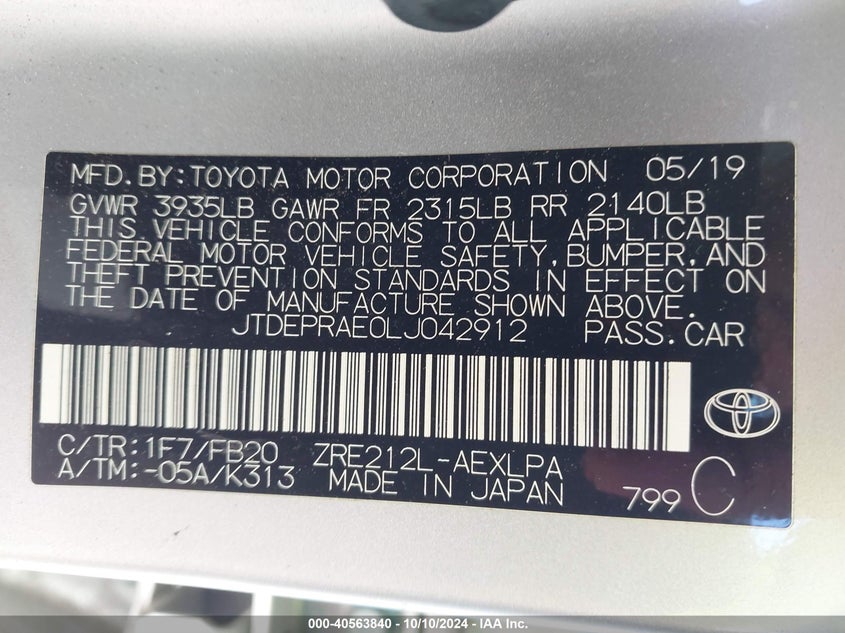 MFD.BY:TOYOTA MOTOR CORPORATION 05/19
GVWR 3935LB GAWR FR 2315LB RR 2140LB
THIS VEHICLE CONFORMS TO ALL APPLICABLE
FEDERAL MOTOR VEHICLE SAFETY,BUMPER,AND
THEFT PREVENTION STANDARDS IN EFFECT ON
THE DATE OF MANUFACTURE SHOWN ABOVE.
JTDEPRAE0LJ042912 PASS.CAR
C/TR:1F7/FB20 ZRE212L-AEXLPA
A/TM:-05A/K313 MADE IN JAPAN 799 C
000-40563840 - 10/10/2024 - IAA Inc.